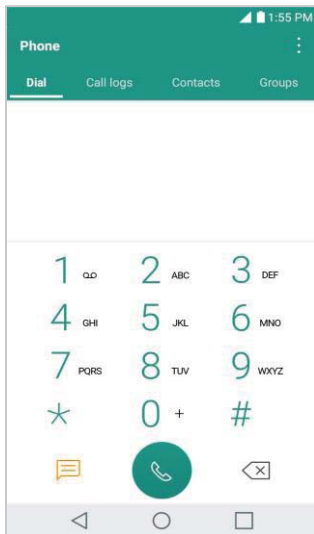 1:55 PM
Phone
Dial Call logs Contacts Groups
1 2 ABC 3 DEF
4 GHI 5 JKL 6 MNO
7 PQRS 8 TUV 9 WXYZ
* 0 + #